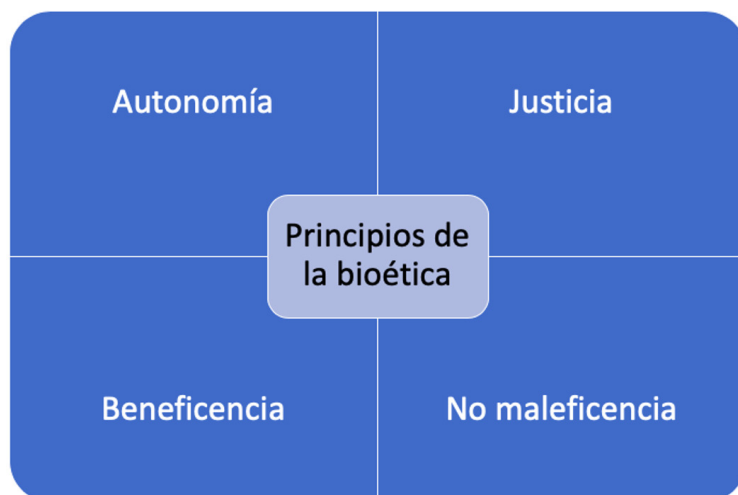 Autonomía
Justicia
Principios de
la bioética
Beneficencia
No maleficencia